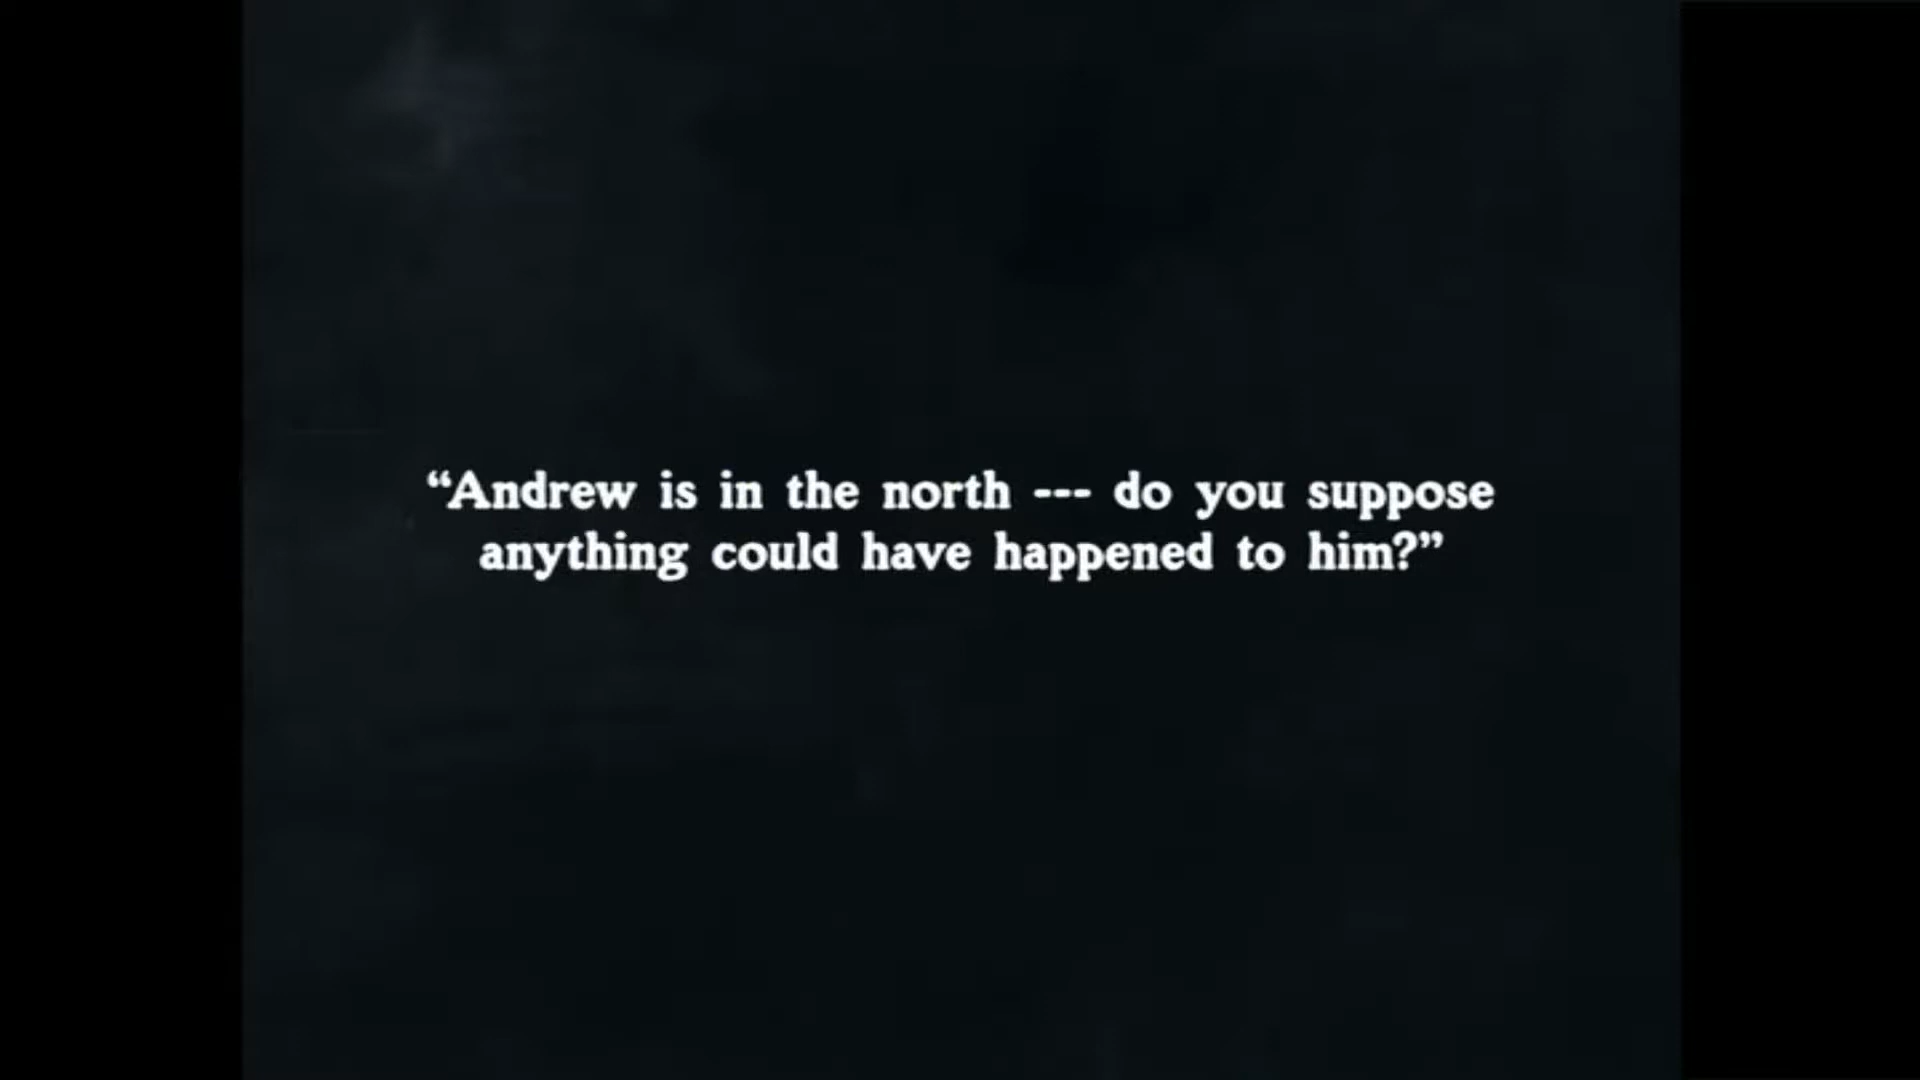 “Andrew is in the north --- do you suppose
anything could have happened to him?”